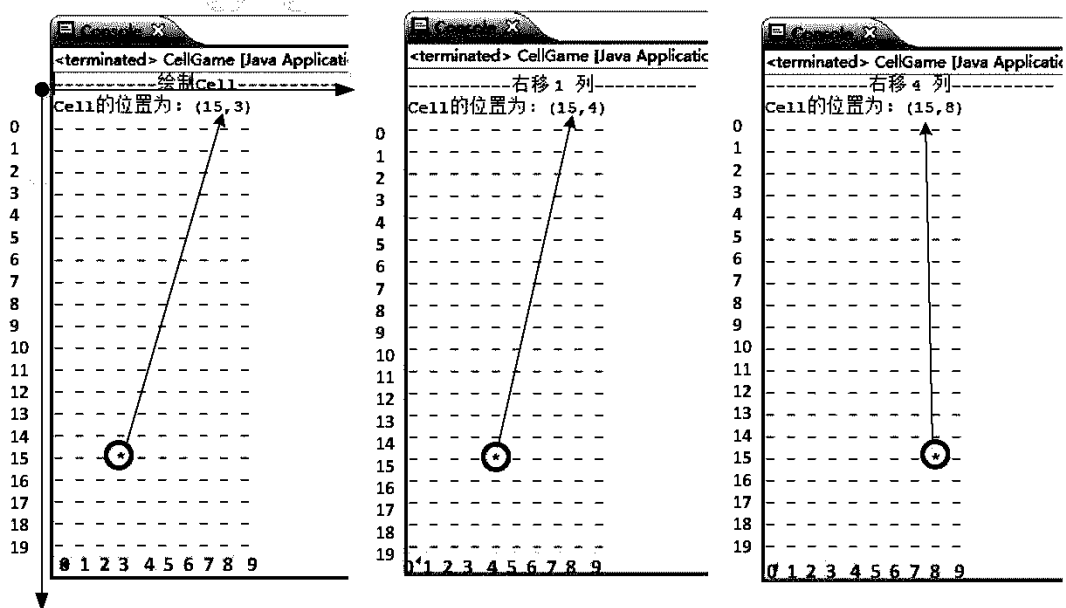 Console
<terminated> CellGame [Java Applicati
----------绘制Cell----------
Cell的位置为：(15,3)
0 - - - - - - - - - -
1 - - - - - - - - - -
2 - - - - - - - - - -
3 - - - - - - - - - -
4 - - - - - - - - - -
5 - - - - - - - - - -
6 - - - - - - - - - -
7 - - - - - - - - - -
8 - - - - - - - - - -
9 - - - - - - - - - -
10 - - - - - - - - - -
11 - - - - - - - - - -
12 - - - - - - - - - -
13 - - - - - - - - - -
14 - - - - - - - - - -
15 - - - * - - - - - -
16 - - - - - - - - - -
17 - - - - - - - - - -
18 - - - - - - - - - -
19 - - - - - - - - - -
0 1 2 3 4 5 6 7 8 9
Console
<terminated> CellGame [Java Applicatio
----------右移1 列----------
Cell的位置为：(15,4)
0 - - - - - - - - - -
1 - - - - - - - - - -
2 - - - - - - - - - -
3 - - - - - - - - - -
4 - - - - - - - - - -
5 - - - - - - - - - -
6 - - - - - - - - - -
7 - - - - - - - - - -
8 - - - - - - - - - -
9 - - - - - - - - - -
10 - - - - - - - - - -
11 - - - - - - - - - -
12 - - - - - - - - - -
13 - - - - - - - - - -
14 - - - - - - - - - -
15 - - - - * - - - - -
16 - - - - - - - - - -
17 - - - - - - - - - -
18 - - - - - - - - - -
19 - - - - - - - - - -
0 1 2 3 4 5 6 7 8 9
Console
<terminated> CellGame [Java Applicatic
----------右移4 列----------
Cell的位置为：(15,8)
0 - - - - - - - - - -
1 - - - - - - - - - -
2 - - - - - - - - - -
3 - - - - - - - - - -
4 - - - - - - - - - -
5 - - - - - - - - - -
6 - - - - - - - - - -
7 - - - - - - - - - -
8 - - - - - - - - - -
9 - - - - - - - - - -
10 - - - - - - - - - -
11 - - - - - - - - - -
12 - - - - - - - - - -
13 - - - - - - - - - -
14 - - - - - - - - - -
15 - - - - - - - - * -
16 - - - - - - - - - -
17 - - - - - - - - - -
18 - - - - - - - - - -
19 - - - - - - - - - -
0 1 2 3 4 5 6 7 8 9